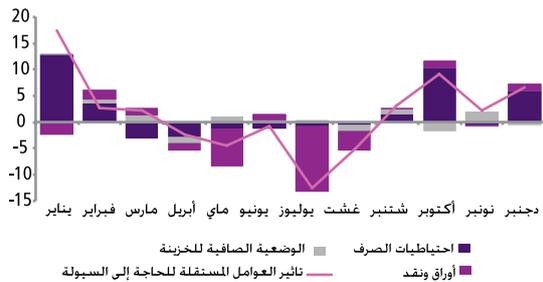 20
15
10
5
0
-5
-10
-15
يناير فبراير مارس أبريل ماي يونيو يوليوز غشت شتنبر أكتوبر نونبر دجنبر
احتياطيات الصرف الوضعية الصافية للخزينة
أوراق ونقد تاثير العوامل المستقلة للحاجة إلى السيولة